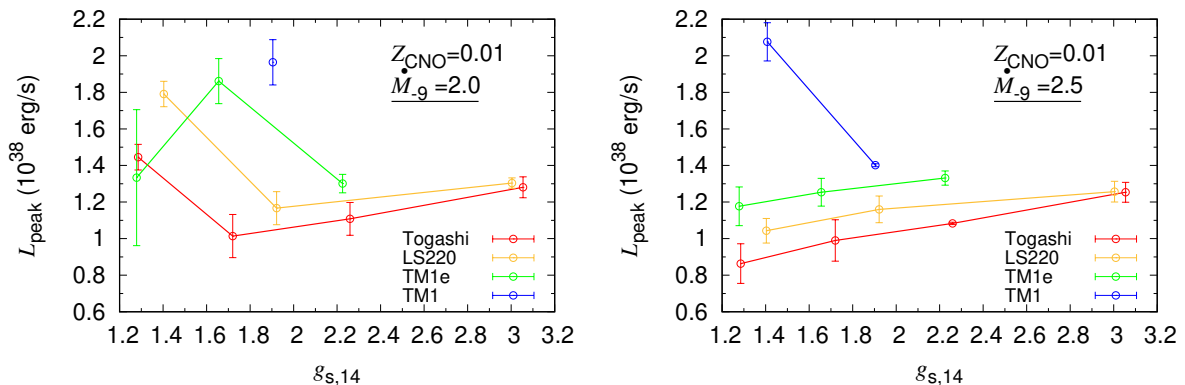 2.2
2
1.8
1.6
1.4
1.2
1
0.8
0.6
L_peak (10^38 erg/s)
Z_CNO=0.01
Ṁ_-9 =2.0
Togashi
LS220
TM1e
TM1
1.2 1.4 1.6 1.8 2 2.2 2.4 2.6 2.8 3 3.2
g_s,14
2.2
2
1.8
1.6
1.4
1.2
1
0.8
0.6
L_peak (10^38 erg/s)
Z_CNO=0.01
Ṁ_-9 =2.5
Togashi
LS220
TM1e
TM1
1.2 1.4 1.6 1.8 2 2.2 2.4 2.6 2.8 3 3.2
g_s,14